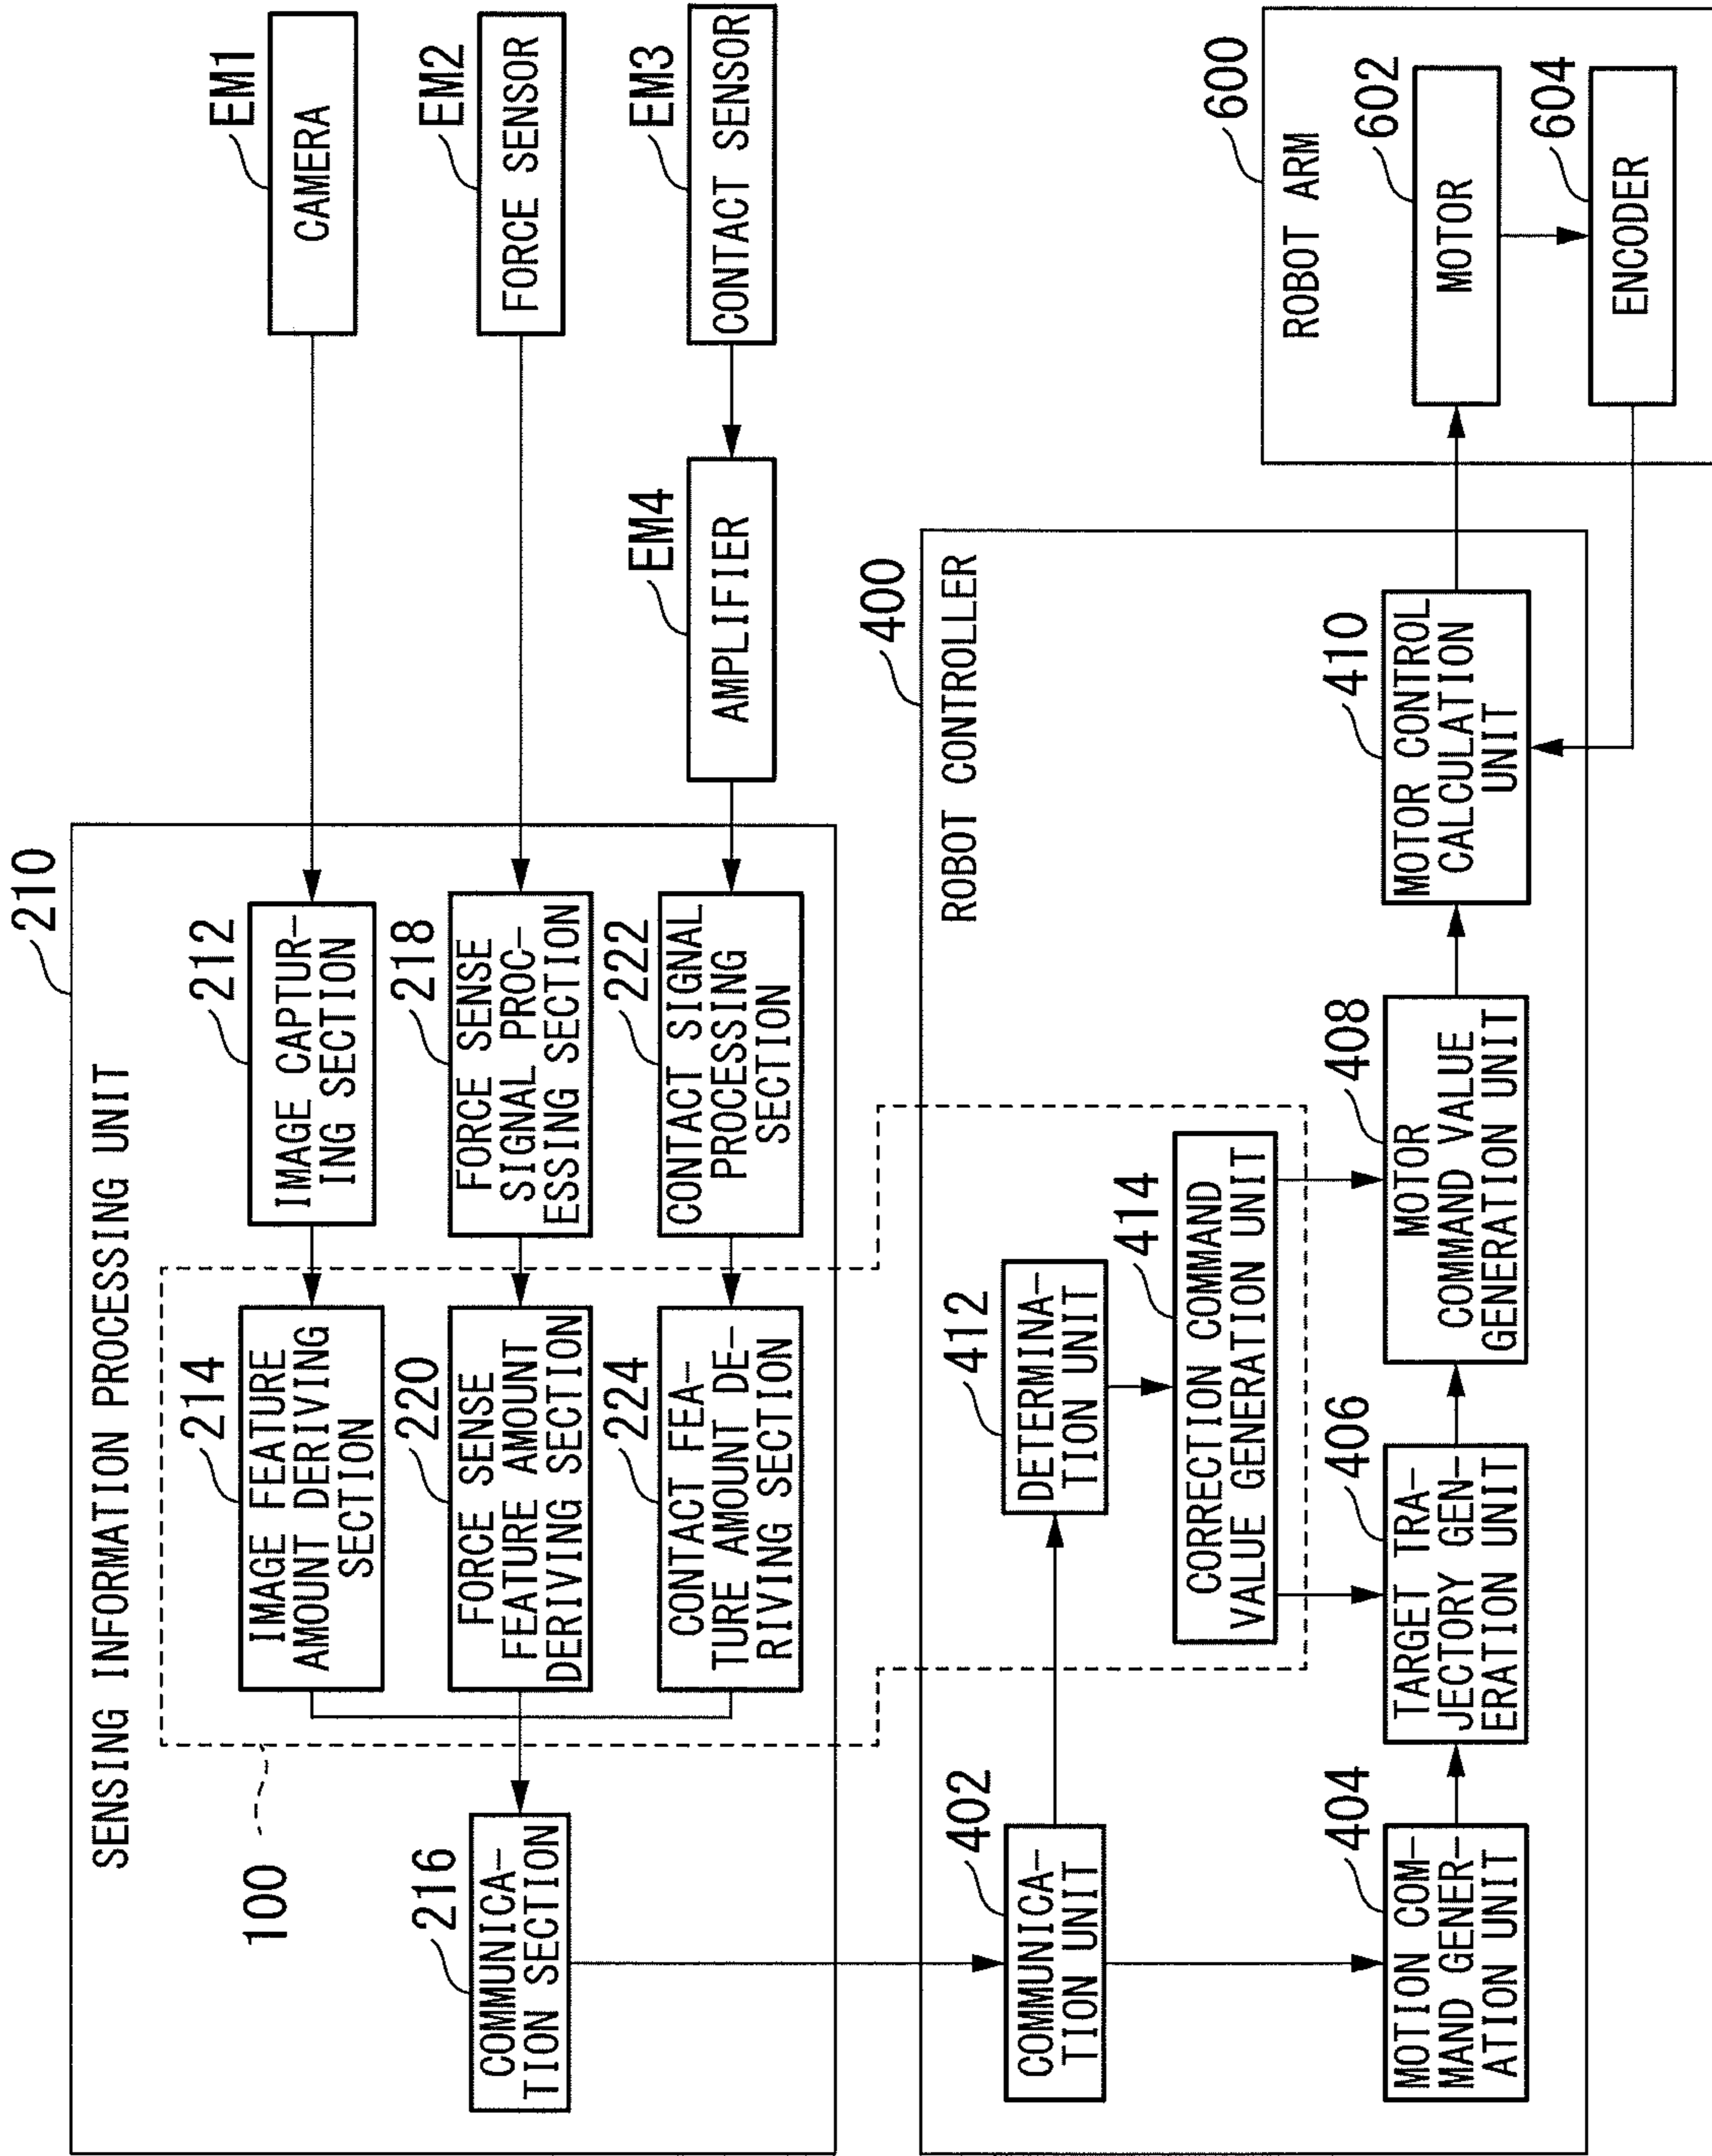 SENSING INFORMATION PROCESSING UNIT
210
100
216
COMMUNICA-
TION SECTION
214
IMAGE FEATURE
AMOUNT DERIVING
SECTION
212
IMAGE CAPTUR-
ING SECTION
EM1
CAMERA
220
FORCE SENSE
FEATURE AMOUNT
DERIVING SECTION
218
FORCE SENSE
SIGNAL PROC-
ESSING SECTION
EM2
FORCE SENSOR
224
CONTACT FEA-
TURE AMOUNT DE-
RIVING SECTION
222
CONTACT SIGNAL
PROCESSING
SECTION
EM4
AMPLIFIER
EM3
CONTACT SENSOR
400
ROBOT CONTROLLER
402
COMMUNICA-
TION UNIT
412
DETERMINA-
TION UNIT
414
CORRECTION COMMAND
VALUE GENERATION UNIT
404
MOTION COM-
MAND GENER-
ATION UNIT
406
TARGET TRA-
JECTORY GEN-
ERATION UNIT
408
MOTOR
COMMAND VALUE
GENERATION UNIT
410
MOTOR CONTROL
CALCULATION
UNIT
600
ROBOT ARM
602
MOTOR
604
ENCODER